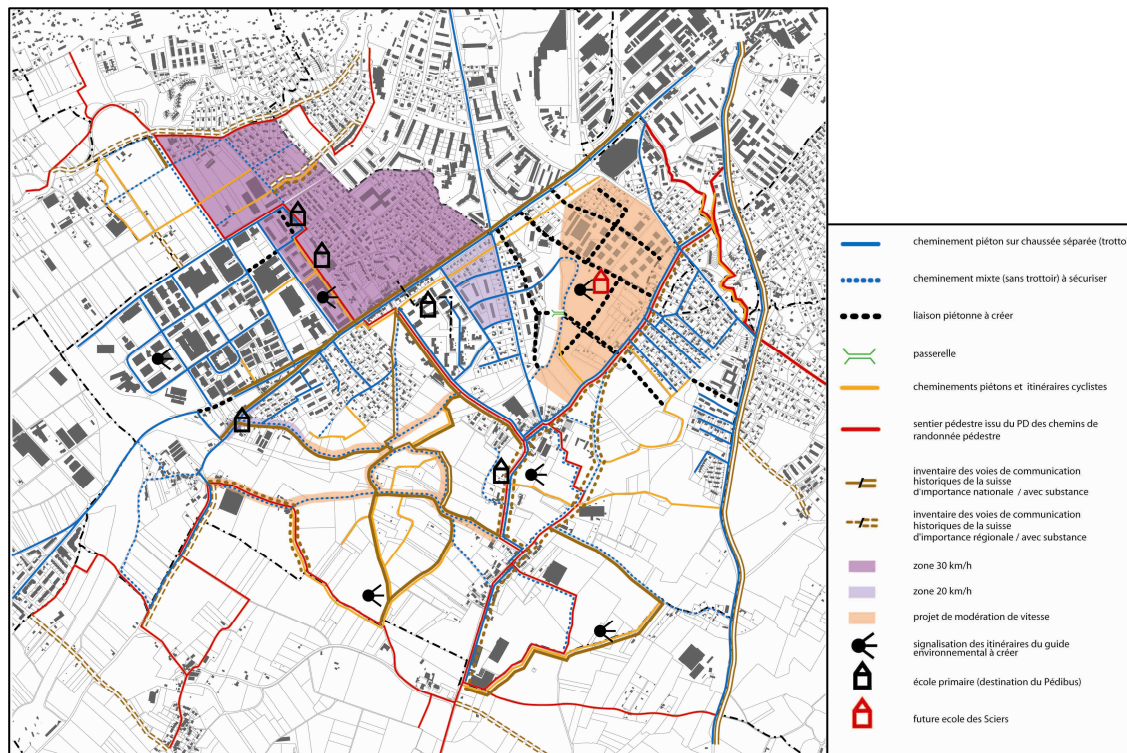 cheminement piéton sur chaussée séparée (trotto
cheminement mixte (sans trottoir) à sécuriser
liaison piétonne à créer
passerelle
cheminements piétons et itinéraires cyclistes
sentier pédestre issu du PD des chemins de
randonnée pédestre
inventaire des voies de communication
historiques de la suisse
d'importance nationale / avec substance
inventaire des voies de communication
historiques de la suisse
d'importance régionale / avec substance
zone 30 km/h
zone 20 km/h
projet de modération de vitesse
signalisation des itinéraires du guide
environnemental à créer
école primaire (destination du Pédibus)
future ecole des Sciers